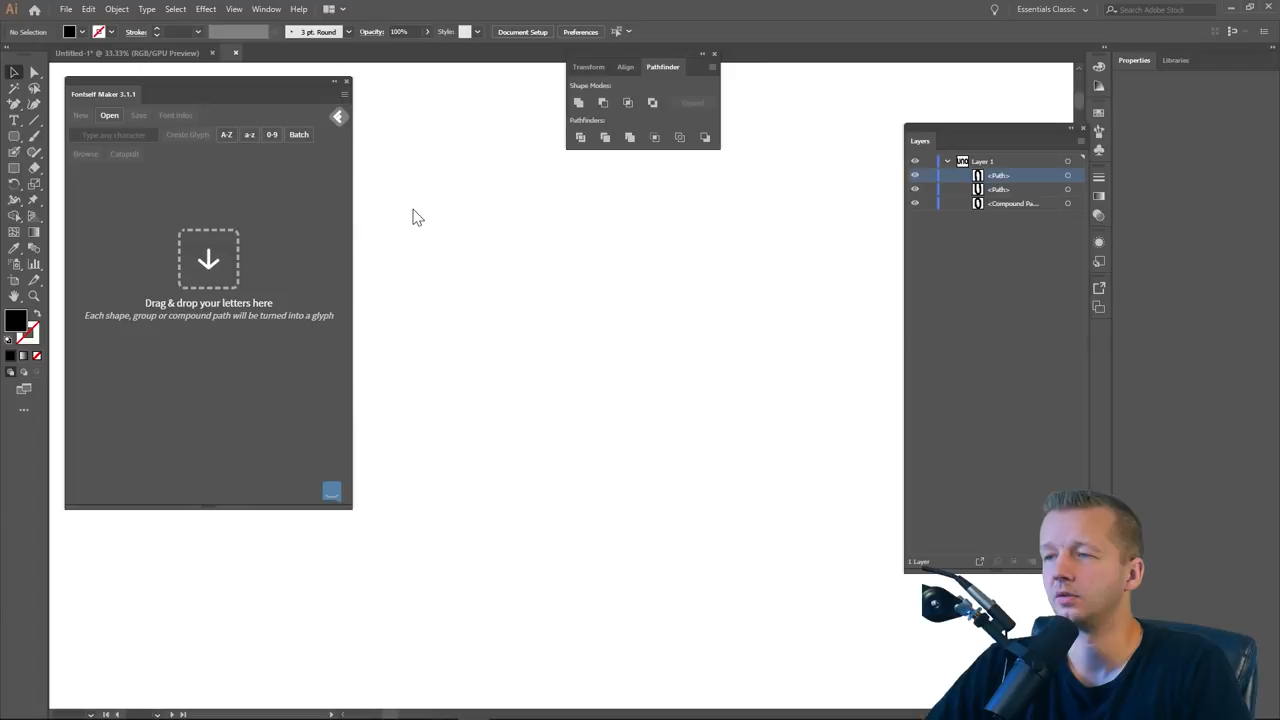 Ai File Edit Object Type Select Effect View Window Help Essentials Classic Search Adobe Stock
No Selection Stroke: 3 pt. Round Opacity: 100% Style: Document Setup Preferences
Untitled-1* @ 33.33% (RGB/GPU Preview)
Fontself Maker 3.1.1
New Open Save Font Infos
Type any character Create Glyph A-Z a-z 0-9 Batch
Browse Catapult
Drag & drop your letters here
Each shape, group or compound path will be turned into a glyph
Transform Align Pathfinder
Shape Modes:
Expand
Pathfinders:
Layers
Layer 1
<Path>
<Path>
<Compound Pa...
1 Layer
Properties Libraries